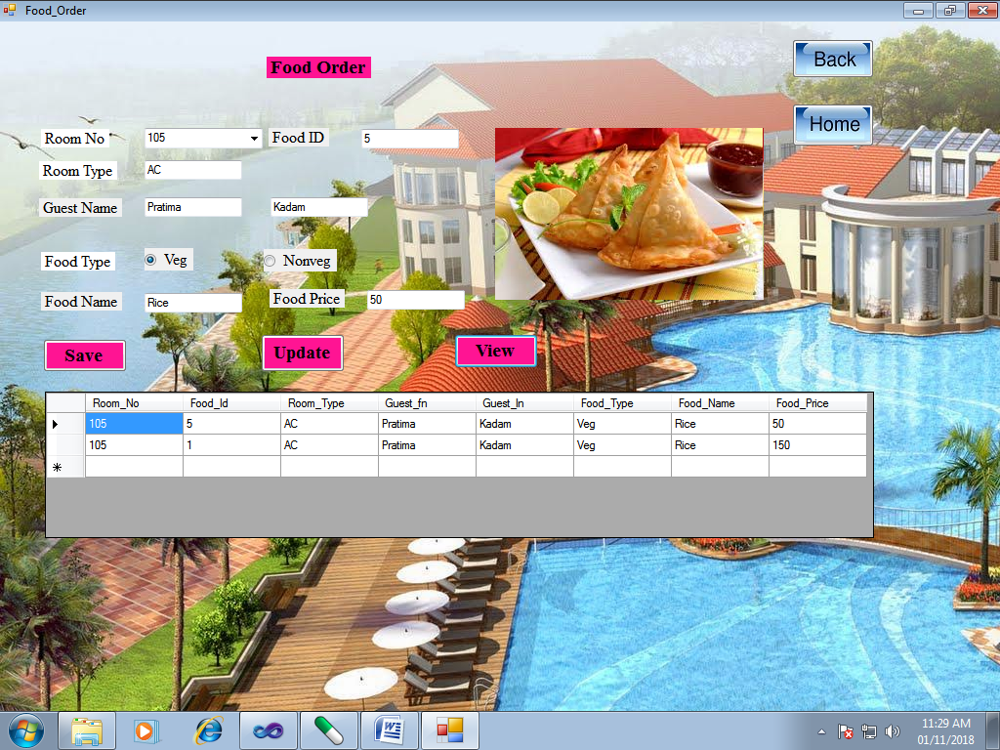 Food_Order
Back
Food Order
Home
Room No 105 Food ID 5
Room Type AC
Guest Name Pratima Kadam
Food Type Veg Nonveg
Food Name Rice Food Price 50
Save Update View
Room_No Food_Id Room_Type Guest_fn Guest_ln Food_Type Food_Name Food_Price
105 5 AC Pratima Kadam Veg Rice 50
105 1 AC Pratima Kadam Veg Rice 150
11:29 AM
01/11/2018